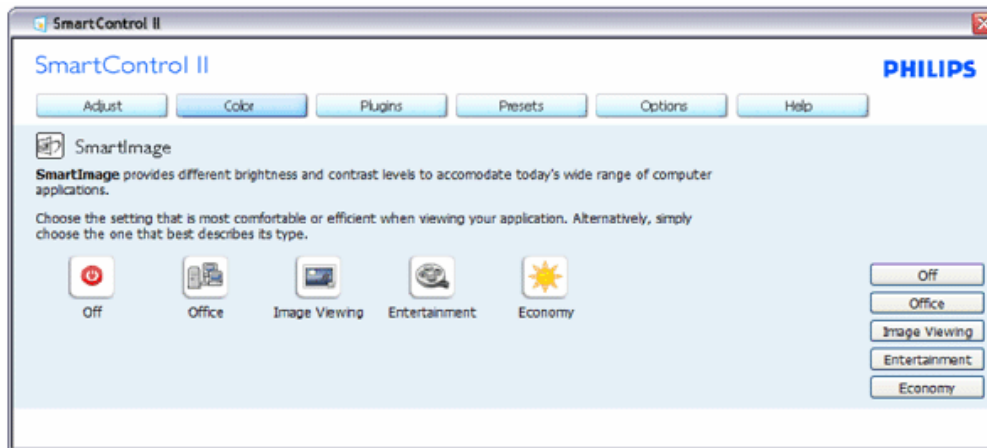 SmartControl II
SmartControl II
PHILIPS
Adjust Color Plugins Presets Options Help
SmartImage
SmartImage provides different brightness and contrast levels to accomodate today's wide range of computer
applications.
Choose the setting that is most comfortable or efficient when viewing your application. Alternatively, simply
choose the one that best describes its type.
Off Office Image Viewing Entertainment Economy
Off
Office
Image Viewing
Entertainment
Economy